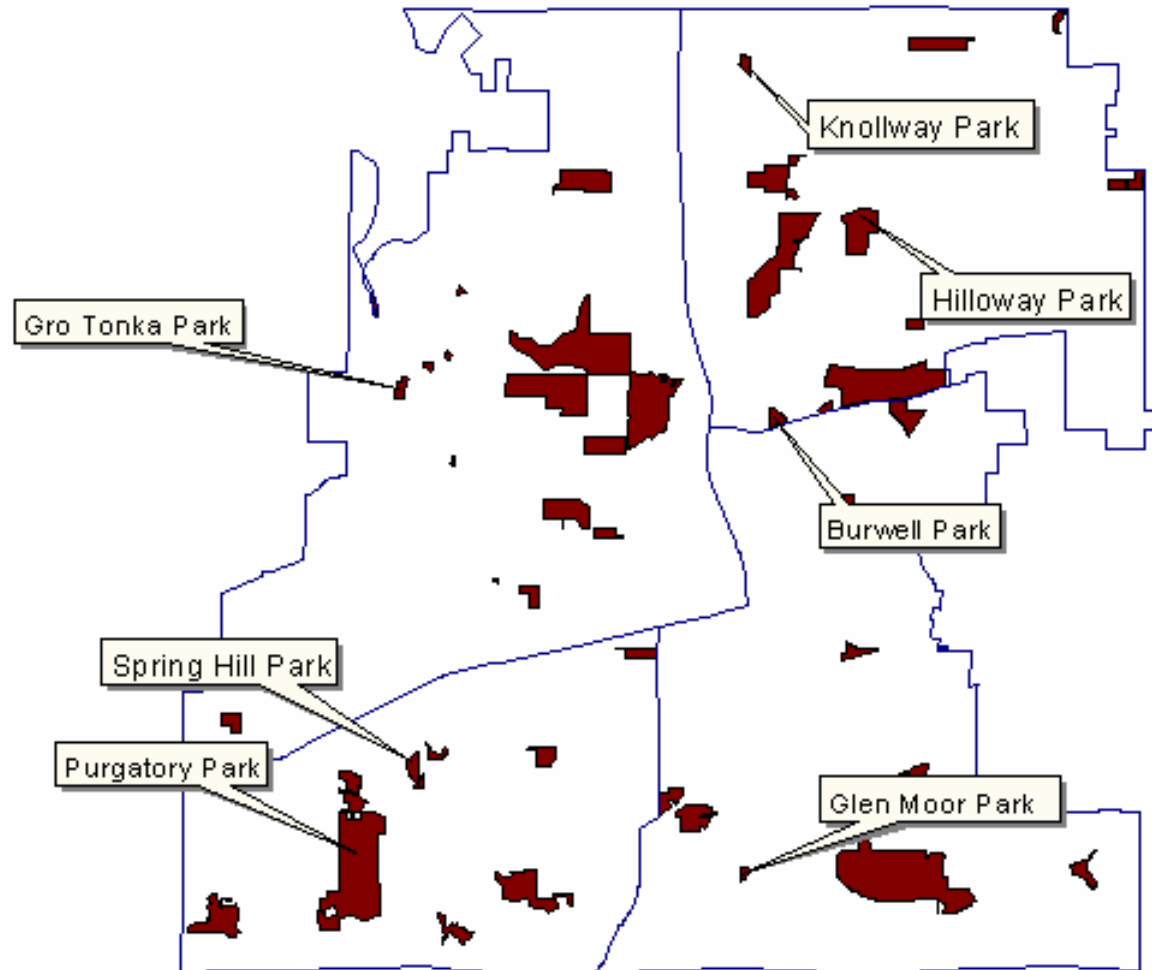 Knollway Park
Hilloway Park
Gro Tonka Park
Burwell Park
Spring Hill Park
Purgatory Park
Glen Moor Park